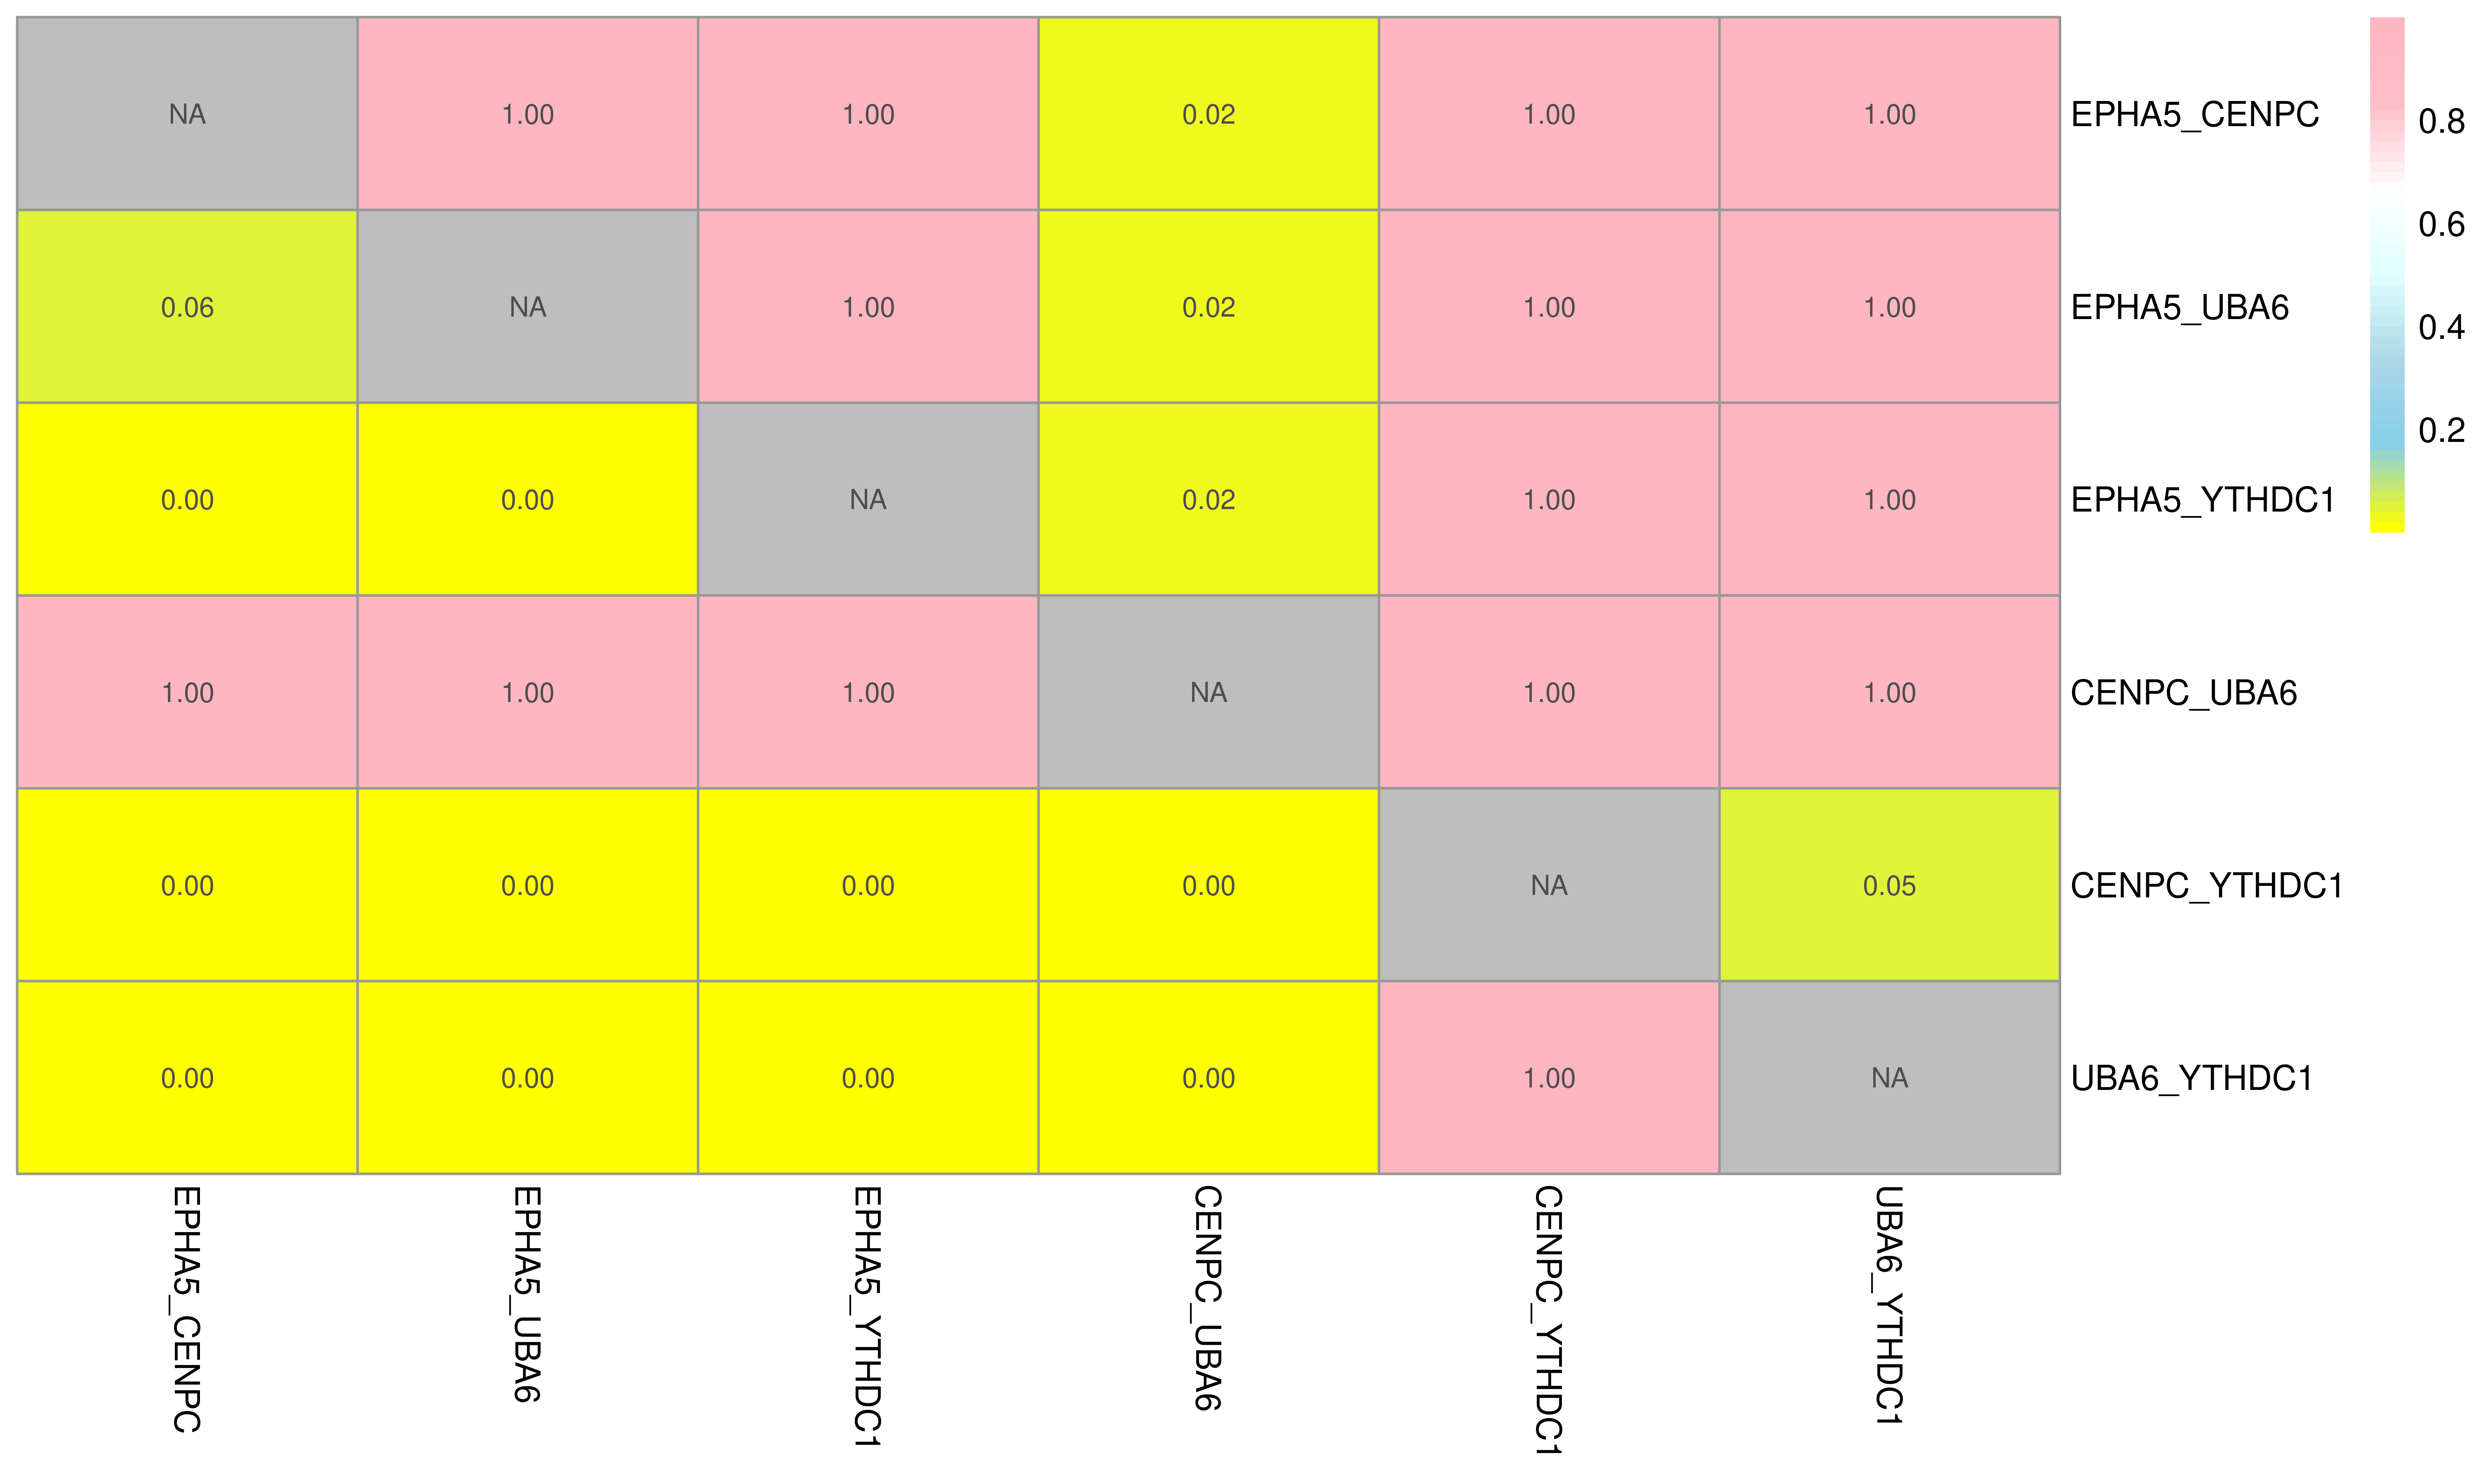 NA 1.00 1.00 0.02 1.00 1.00 EPHA5_CENPC
0.06 NA 1.00 0.02 1.00 1.00 EPHA5_UBA6
0.00 0.00 NA 0.02 1.00 1.00 EPHA5_YTHDC1
1.00 1.00 1.00 NA 1.00 1.00 CENPC_UBA6
0.00 0.00 0.00 0.00 NA 0.05 CENPC_YTHDC1
0.00 0.00 0.00 0.00 1.00 NA UBA6_YTHDC1
EPHA5_CENPC
EPHA5_UBA6
EPHA5_YTHDC1
CENPC_UBA6
CENPC_YTHDC1
UBA6_YTHDC1
0.8
0.6
0.4
0.2